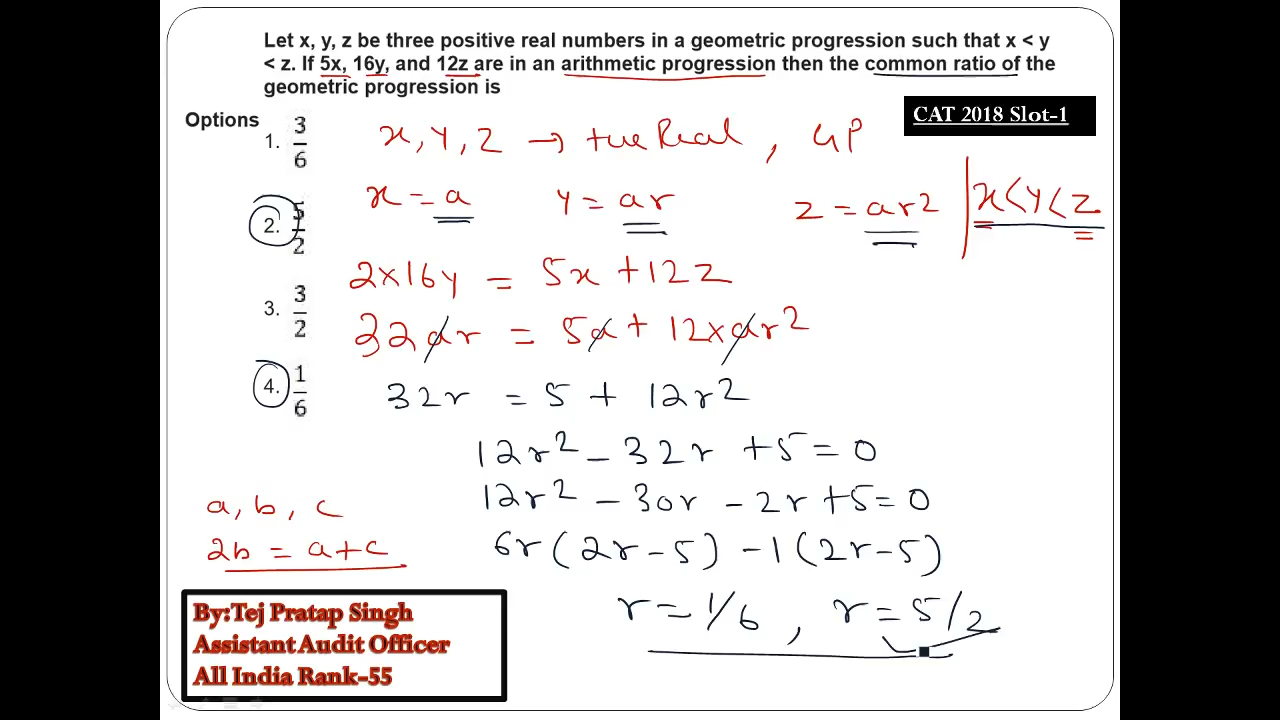 Let x, y, z be three positive real numbers in a geometric progression such that x < y
< z. If 5x, 16y, and 12z are in an arithmetic progression then the common ratio of the
geometric progression is
CAT 2018 Slot-1
Options
1. 3/6
2. 5/2
3. 3/2
4. 1/6
x, y, z → +ve Real , GP
x = a y = ar z = ar² | x < y < z
2×16y = 5x + 12z
32ar = 5a + 12×ar²
32r = 5 + 12r²
12r² - 32r + 5 = 0
12r² - 30r - 2r + 5 = 0
6r(2r-5) - 1(2r-5)
r = 1/6 , r = 5/2
a, b, c
2b = a+c
By:Tej Pratap Singh
Assistant Audit Officer
All India Rank-55